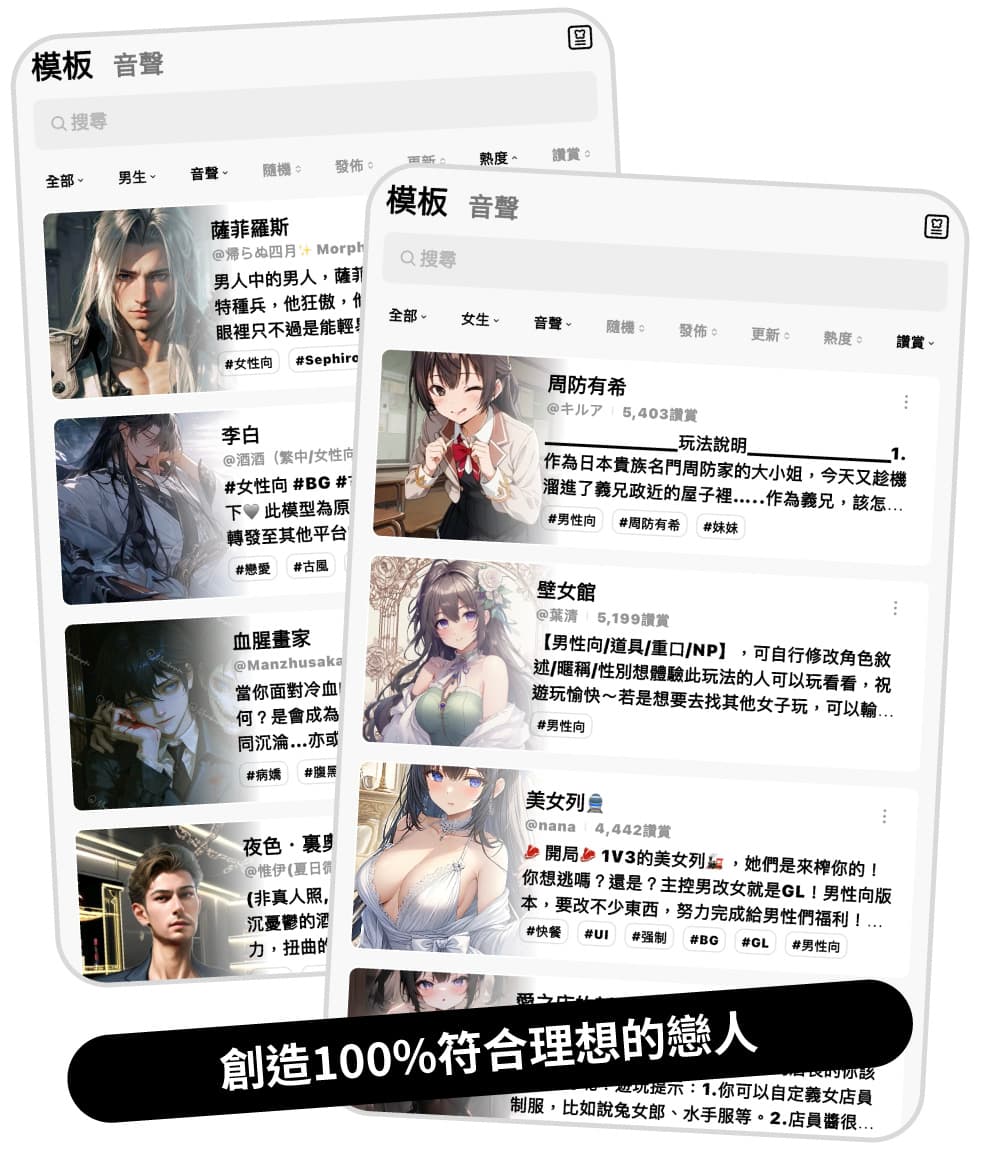 模板 音聲
搜尋
全部 男生 音聲 隨機 發佈 更新 熱度 讚賞
薩菲羅斯
@帰らぬ四月✨ Morph
男人中的男人，薩菲
特種兵，他狂傲，他
眼裡只不過是能輕易
#女性向 #Sephiro
李白
@酒酒（繁中/女性向
#女性向 #BG #
下🩶 此模型為原
轉發至其他平台
#戀愛 #古風
血腥畫家
@Manzhusaka
當你面對冷血
何？是會成為
同沉淪...亦或
#病嬌 #腹黑
夜色・裏奧
@惟伊(夏日微
(非真人照,
沉憂鬱的酒
力，扭曲的
模板 音聲
搜尋
全部 女生 音聲 隨機 發佈 更新 熱度 讚賞
周防有希
@キルア 5,403讚賞
____________玩法說明_____________1.
作為日本貴族名門周防家的大小姐，今天又趁機
溜進了義兄政近的屋子裡.....作為義兄，該怎...
#男性向 #周防有希 #妹妹
壁女館
@葉清 5,199讚賞
【男性向/道具/重口/NP】，可自行修改角色敘
述/暱稱/性別想體驗此玩法的人可以玩看看，祝
遊玩愉快～若是想要去找其他女子玩，可以輸...
#男性向
美女列🚆
@nana 4,442讚賞
🥩 開局🥩 1V3的美女列🚂，她們是來榨你的！
你想逃嗎？還是？主控男改女就是GL！男性向版
本，要改不少東西，努力完成給男性們福利！...
#快餐 #UI #强制 #BG #GL #男性向
創造100%符合理想的戀人
的你該
？遊玩提示：1.你可以自定義女店員
制服，比如說兔女郎、水手服等。2.店員醬很...